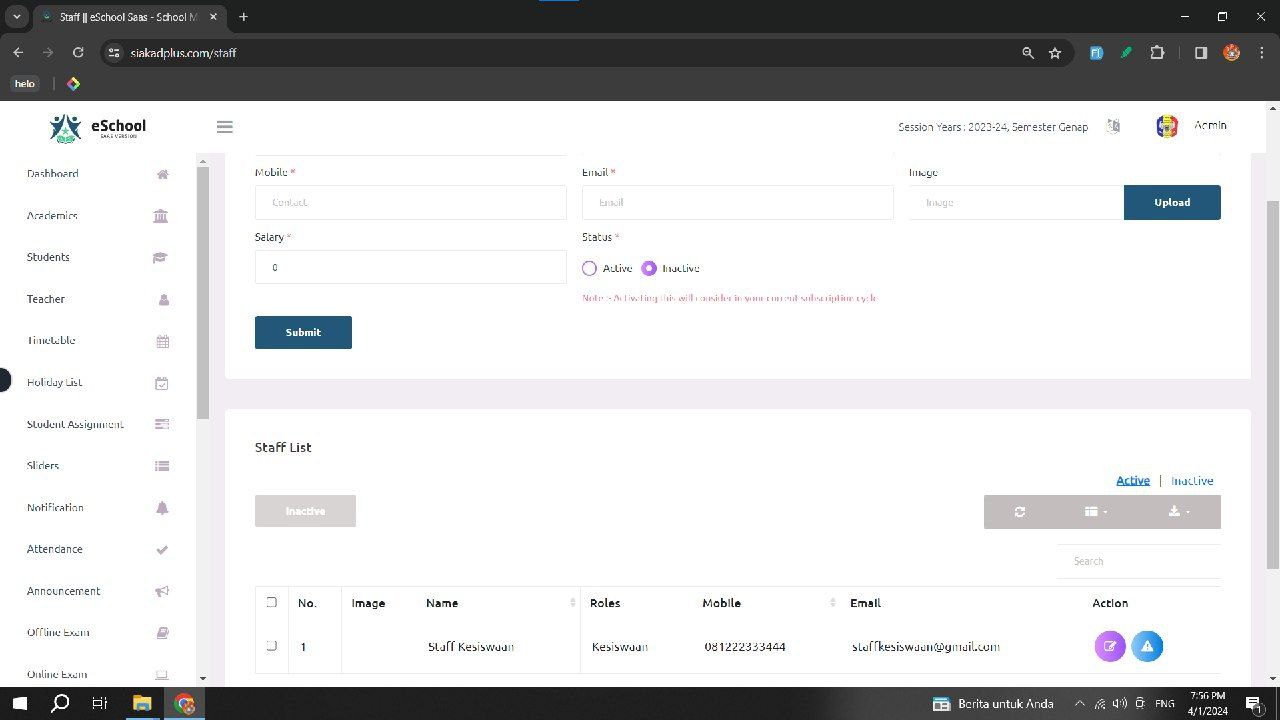 Staff || eSchool Saas - School M
siakadplus.com/staff
helo
eSchool
SAAS VERSION
Session Years : 2023-24, Semester Genap
Admin
Dashboard
Academics
Students
Teacher
Timetable
Holiday List
Student Assignment
Sliders
Notification
Attendance
Announcement
Offline Exam
Online Exam
Mobile *
Email *
Image
Contact
Email
Image
Upload
Salary *
Status *
0
Active
Inactive
Note :- Activating this will consider in your current subscription cycle
Submit
Staff List
Active | Inactive
Inactive
Search
No. Image Name Roles Mobile Email Action
1 Staff Kesiswaan Kesiswaan 081222333444 staffkesiswaan@gmail.com
Berita untuk Anda
ENG
7:56 PM
4/1/2024